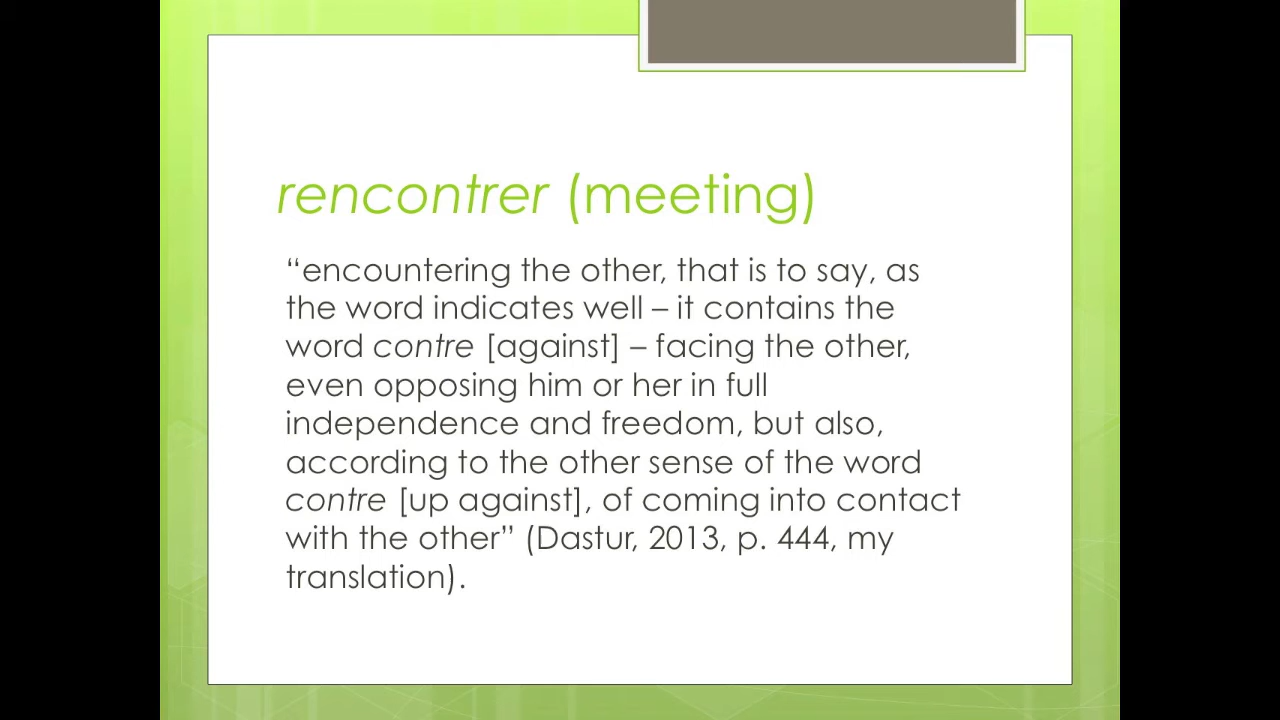 rencontrer (meeting)
“encountering the other, that is to say, as
the word indicates well – it contains the
word contre [against] – facing the other,
even opposing him or her in full
independence and freedom, but also,
according to the other sense of the word
contre [up against], of coming into contact
with the other” (Dastur, 2013, p. 444, my
translation).